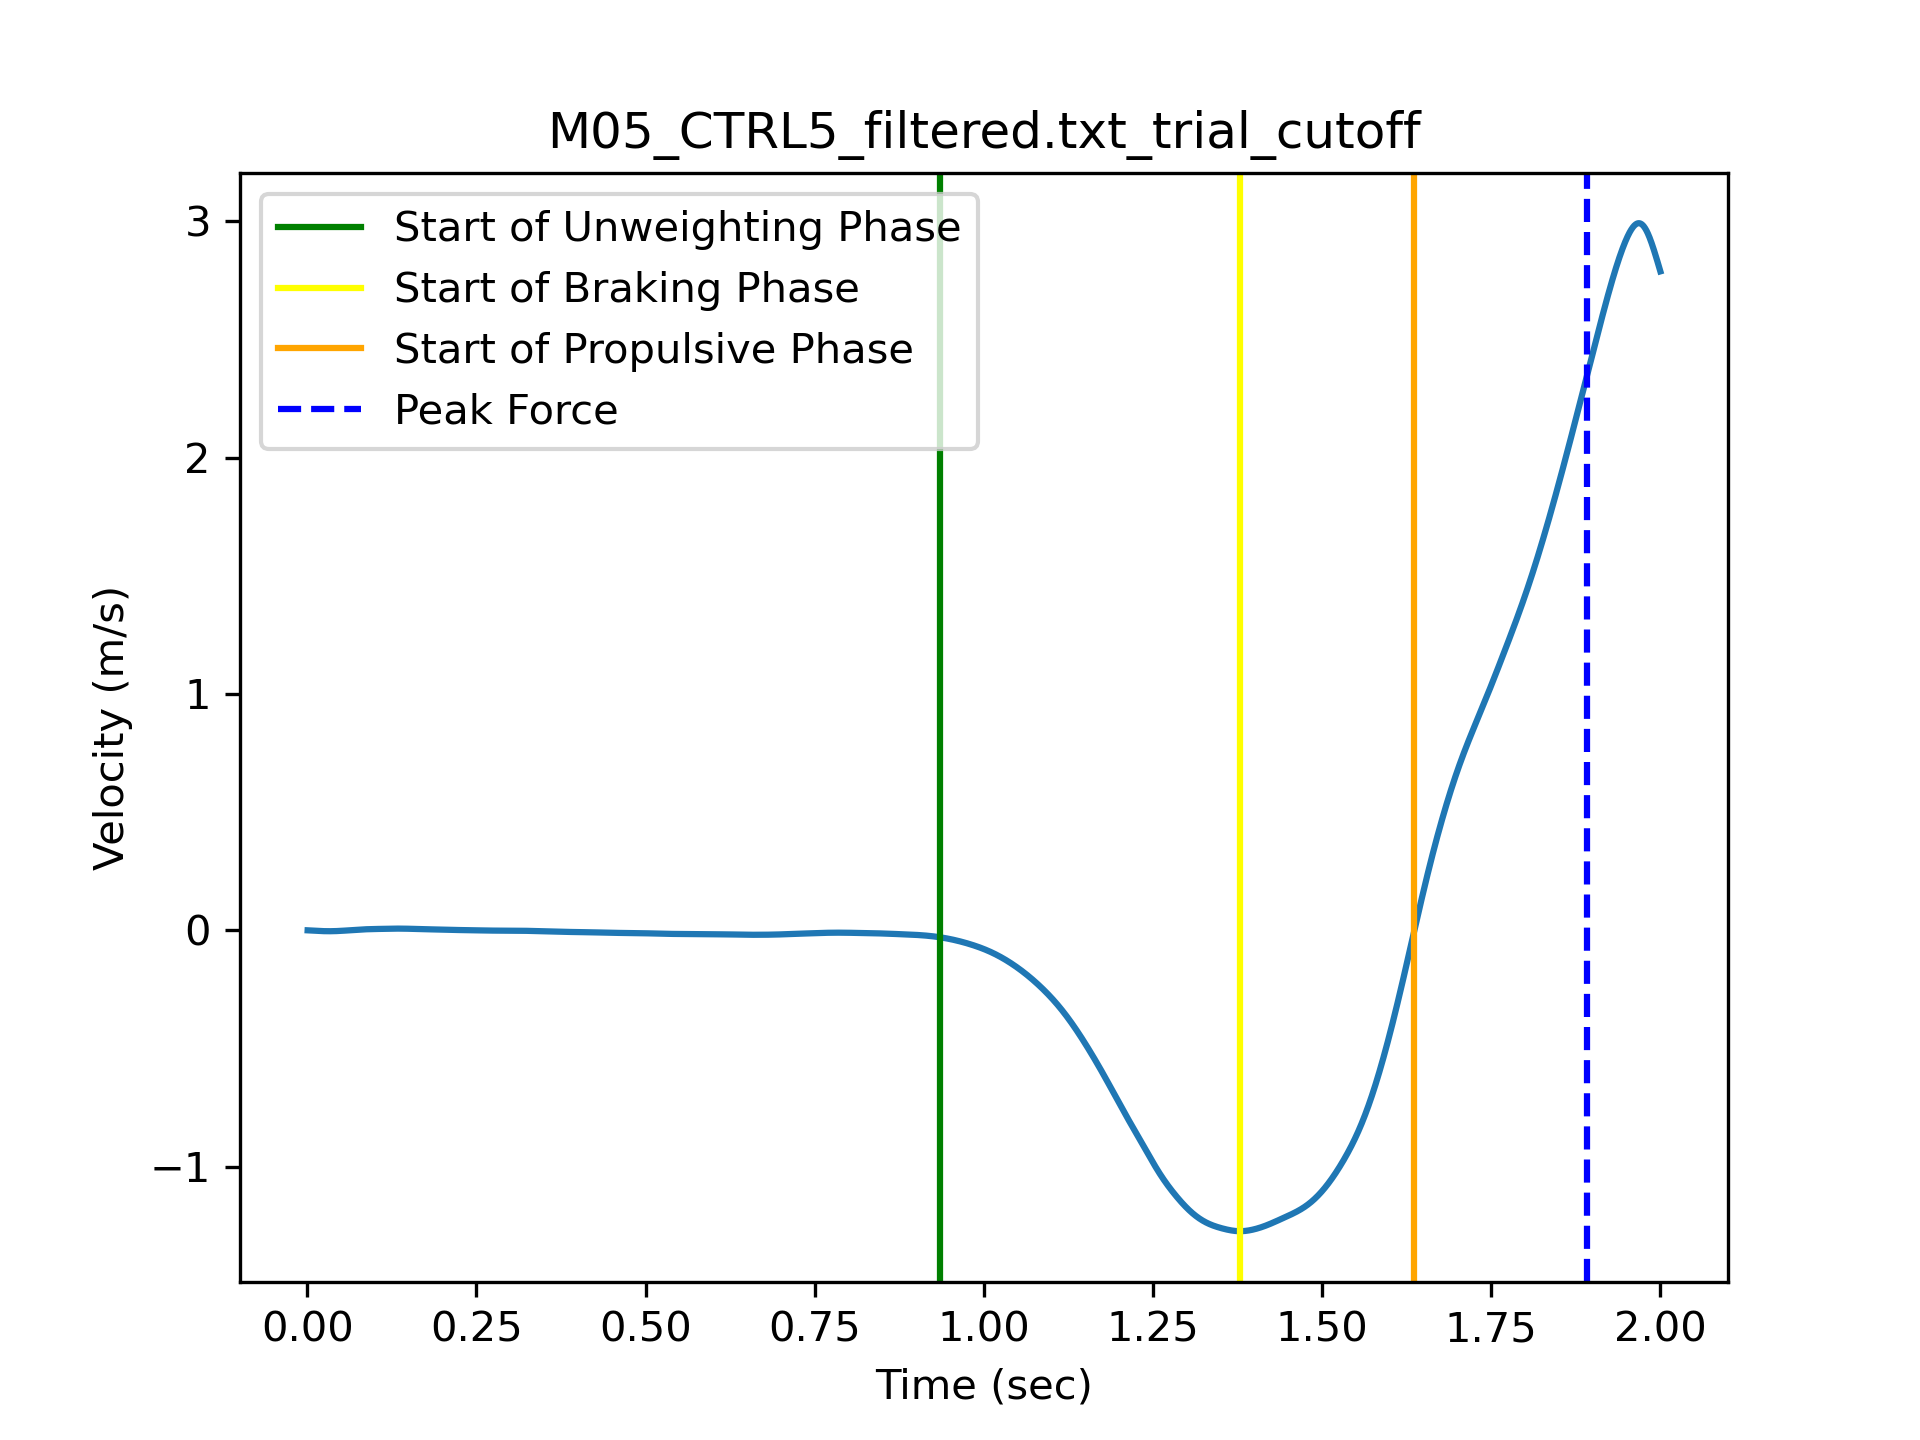 M05_CTRL5_filtered.txt_trial_cutoff
Start of Unweighting Phase
Start of Braking Phase
Start of Propulsive Phase
Peak Force
3
2
1
0
−1
Velocity (m/s)
0.00 0.25 0.50 0.75 1.00 1.25 1.50 1.75 2.00
Time (sec)